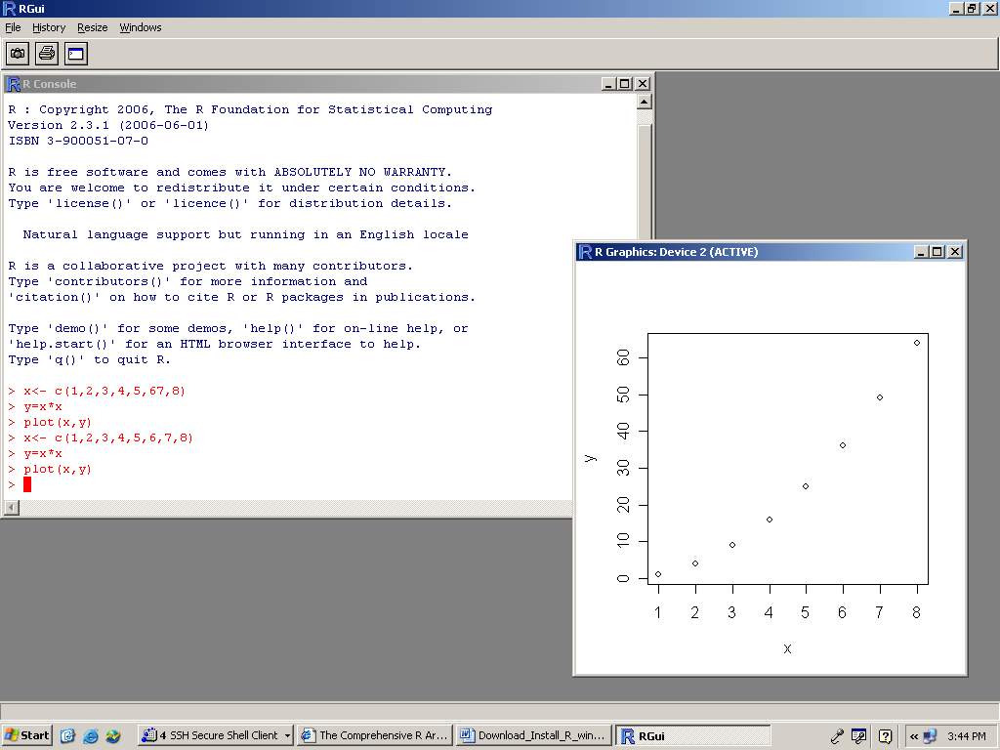 RGui
File History Resize Windows
R Console
R : Copyright 2006, The R Foundation for Statistical Computing
Version 2.3.1 (2006-06-01)
ISBN 3-900051-07-0
R is free software and comes with ABSOLUTELY NO WARRANTY.
You are welcome to redistribute it under certain conditions.
Type 'license()' or 'licence()' for distribution details.
Natural language support but running in an English locale
R is a collaborative project with many contributors.
Type 'contributors()' for more information and
'citation()' on how to cite R or R packages in publications.
Type 'demo()' for some demos, 'help()' for on-line help, or
'help.start()' for an HTML browser interface to help.
Type 'q()' to quit R.
> x<- c(1,2,3,4,5,67,8)
> y=x*x
> plot(x,y)
> x<- c(1,2,3,4,5,6,7,8)
> y=x*x
> plot(x,y)
>
R Graphics: Device 2 (ACTIVE)
60
50
40
30
20
10
0
y
1 2 3 4 5 6 7 8
x
Start 4 SSH Secure Shell Client The Comprehensive R Ar... Download_Install_R_win... RGui « 3:44 PM